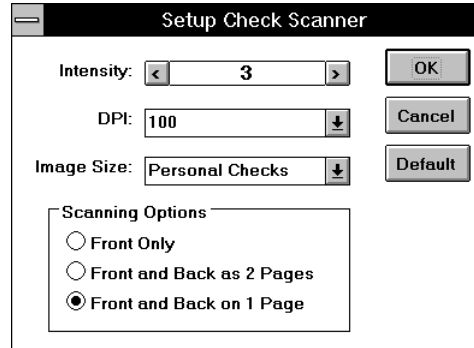 Setup Check Scanner
Intensity: < 3 >
OK
DPI: 100
Cancel
Image Size: Personal Checks
Default
Scanning Options
Front Only
Front and Back as 2 Pages
Front and Back on 1 Page